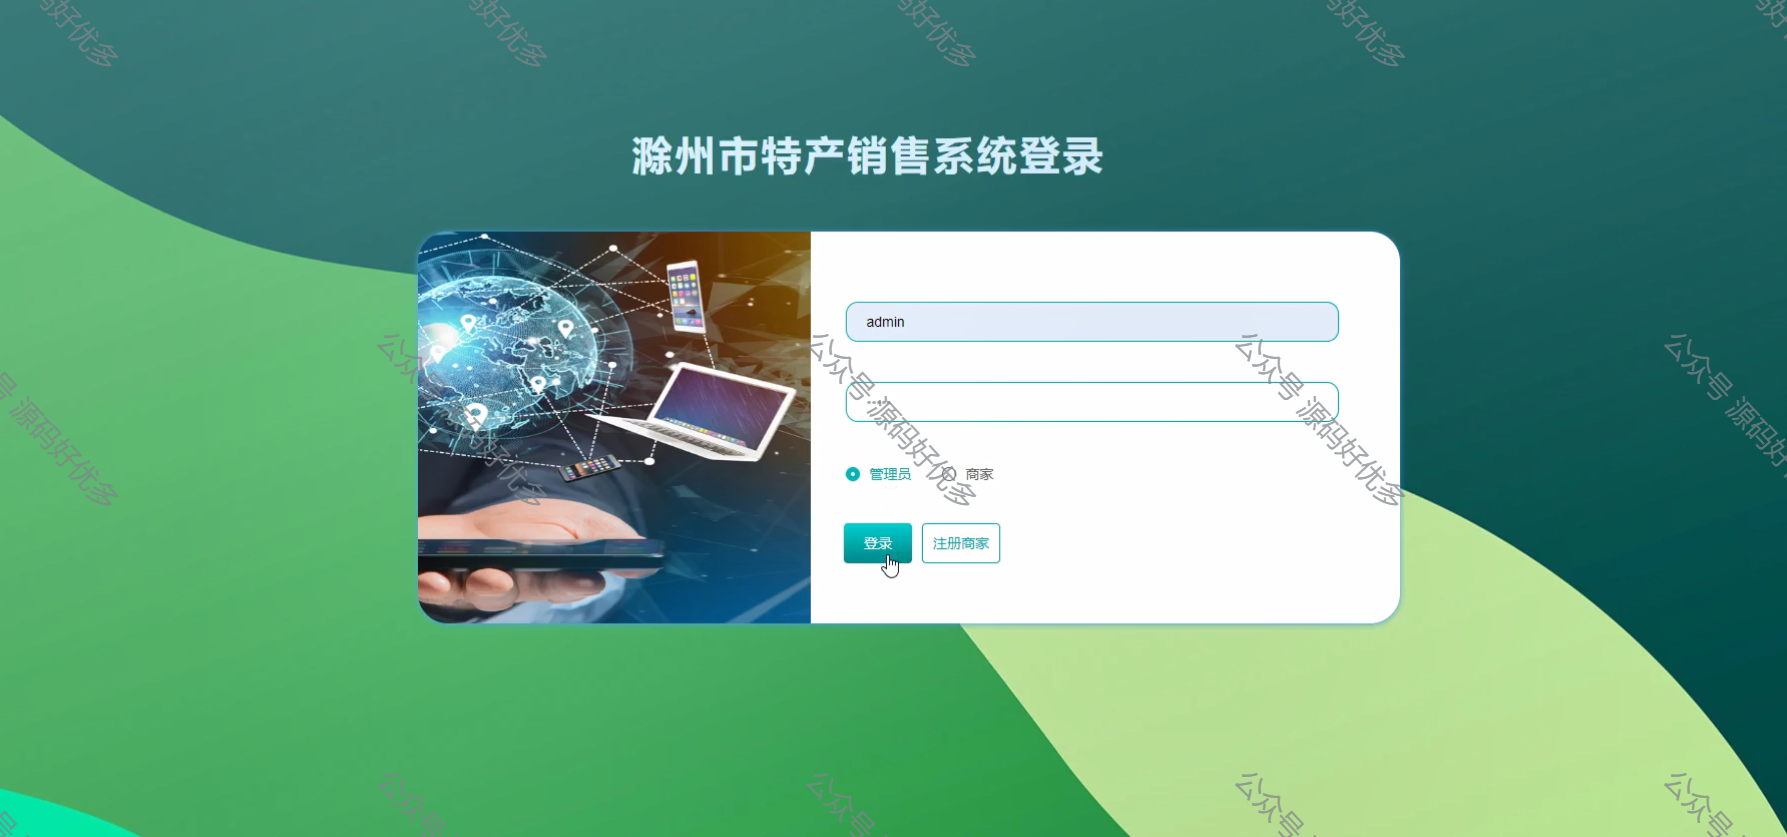 滁州市特产销售系统登录
admin
管理员 商家
登录 注册商家
公众号 源码好优多